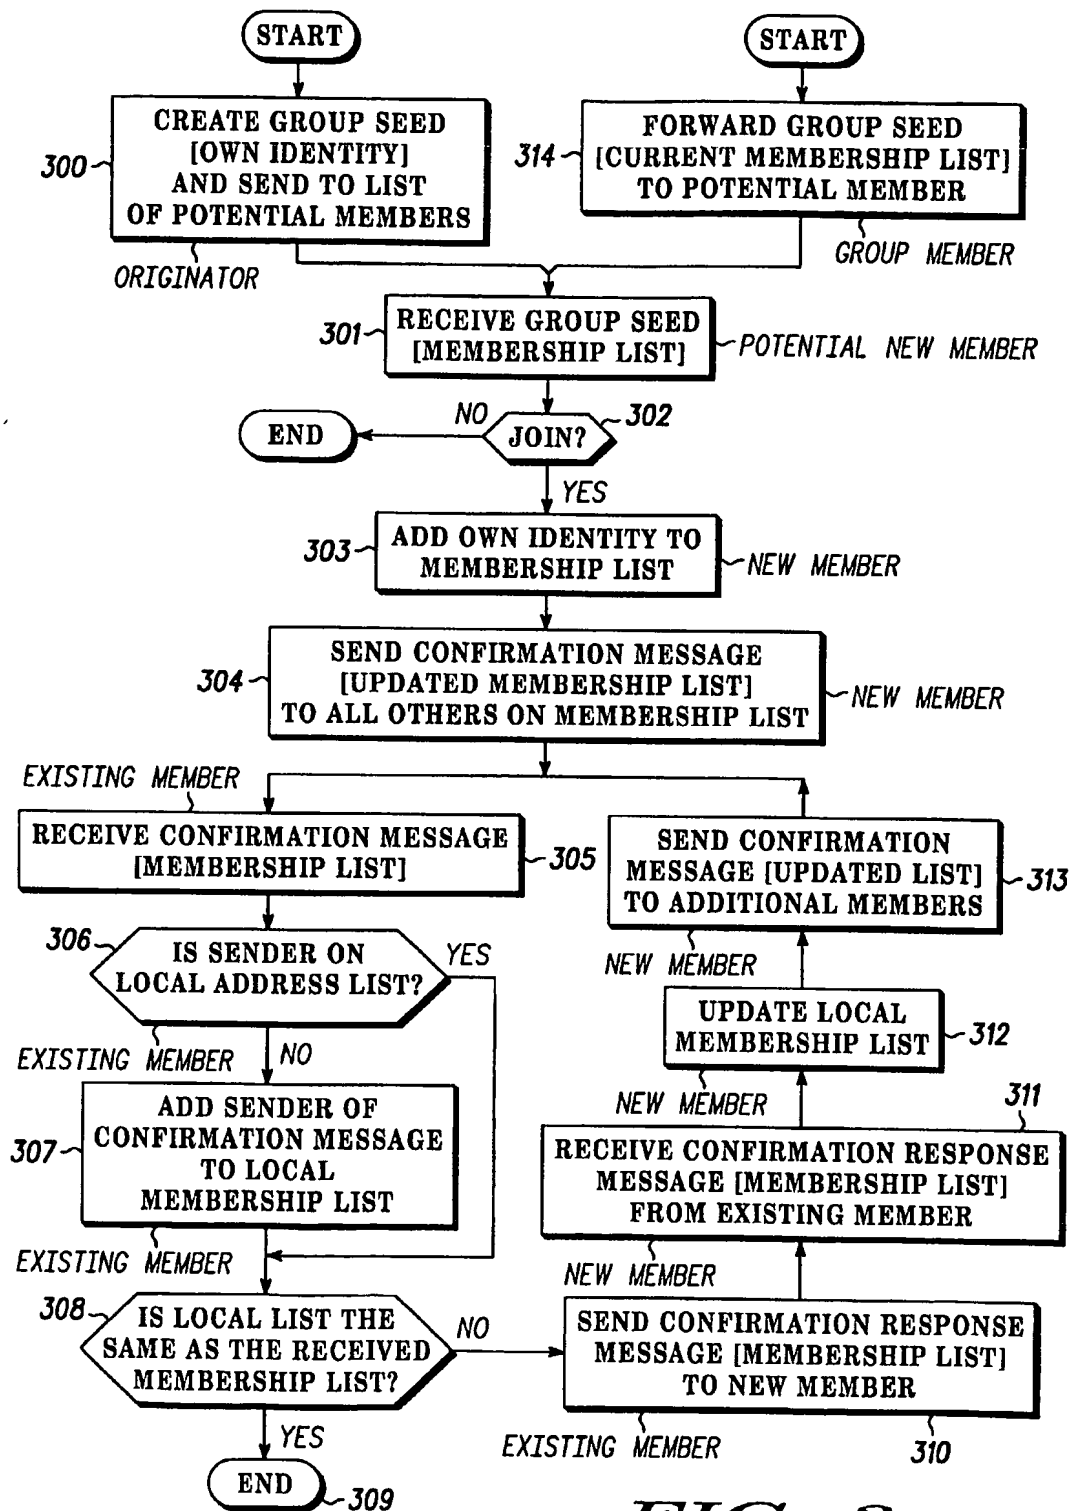 START
START
CREATE GROUP SEED
[OWN IDENTITY]
AND SEND TO LIST
OF POTENTIAL MEMBERS
300
ORIGINATOR
314
FORWARD GROUP SEED
[CURRENT MEMBERSHIP LIST]
TO POTENTIAL MEMBER
GROUP MEMBER
301
RECEIVE GROUP SEED
[MEMBERSHIP LIST]
POTENTIAL NEW MEMBER
302
JOIN?
NO
END
YES
303
ADD OWN IDENTITY TO
MEMBERSHIP LIST
NEW MEMBER
304
SEND CONFIRMATION MESSAGE
[UPDATED MEMBERSHIP LIST]
TO ALL OTHERS ON MEMBERSHIP LIST
NEW MEMBER
EXISTING MEMBER
RECEIVE CONFIRMATION MESSAGE
[MEMBERSHIP LIST]
305
306
IS SENDER ON
LOCAL ADDRESS LIST?
YES
EXISTING MEMBER
NO
307
ADD SENDER OF
CONFIRMATION MESSAGE
TO LOCAL
MEMBERSHIP LIST
EXISTING MEMBER
308
IS LOCAL LIST THE
SAME AS THE RECEIVED
MEMBERSHIP LIST?
NO
YES
END
309
SEND CONFIRMATION
MESSAGE [UPDATED LIST]
TO ADDITIONAL MEMBERS
313
NEW MEMBER
UPDATE LOCAL
MEMBERSHIP LIST
312
NEW MEMBER
311
RECEIVE CONFIRMATION RESPONSE
MESSAGE [MEMBERSHIP LIST]
FROM EXISTING MEMBER
NEW MEMBER
SEND CONFIRMATION RESPONSE
MESSAGE [MEMBERSHIP LIST]
TO NEW MEMBER
EXISTING MEMBER
310